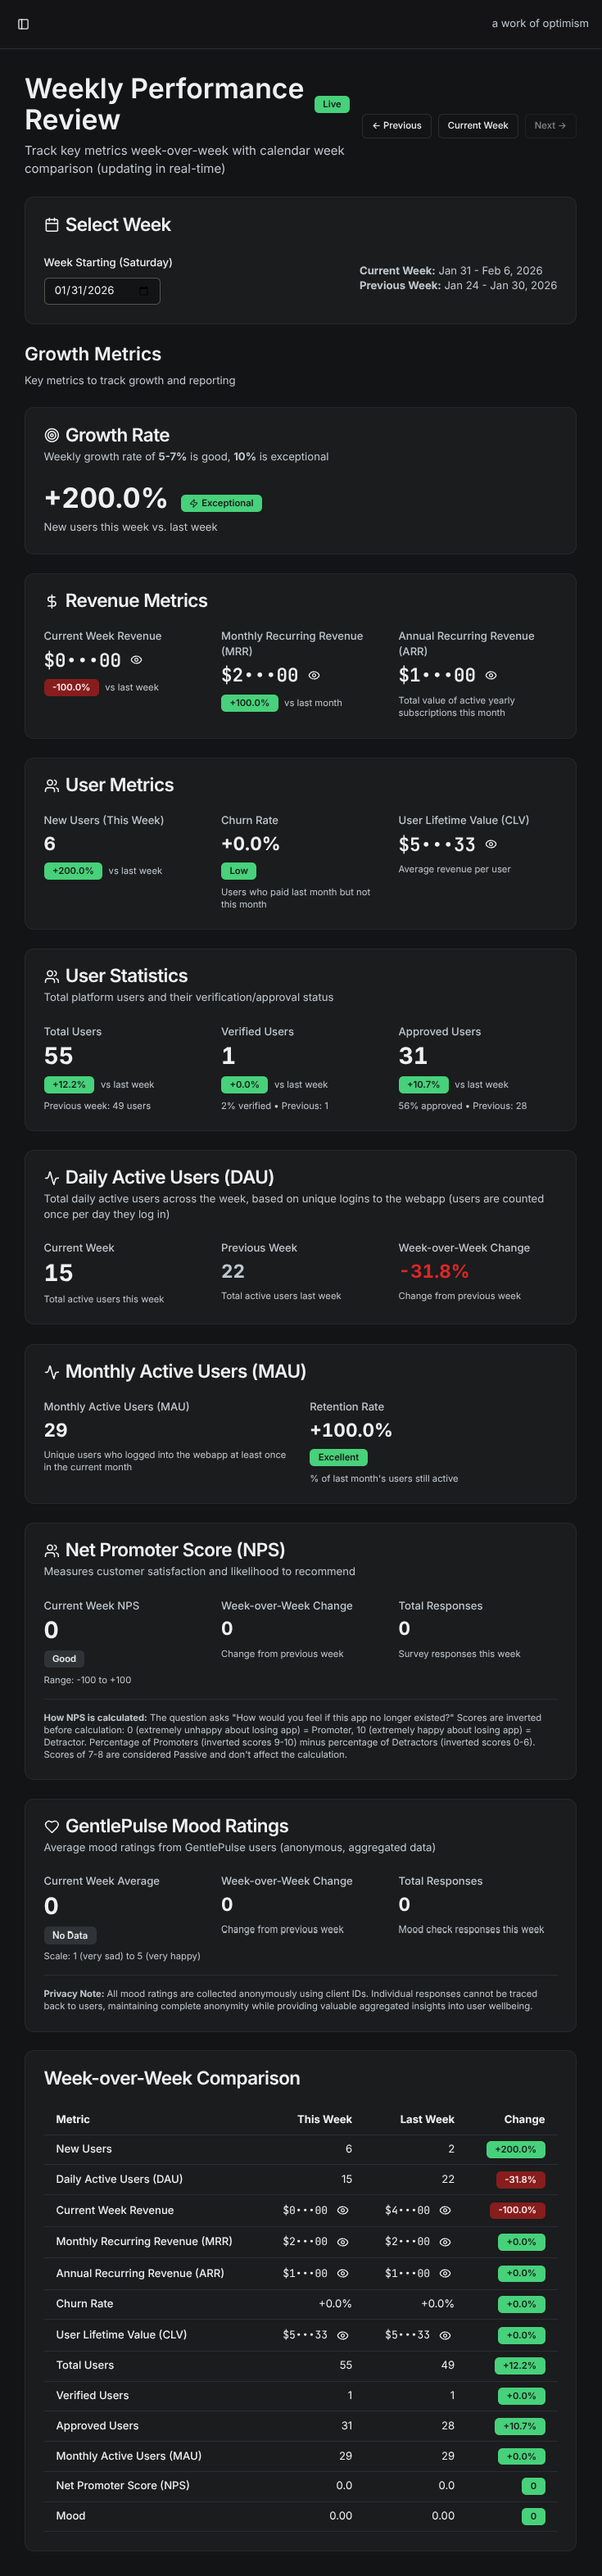 a work of optimism
Weekly Performance
Review
Live
← Previous
Current Week
Next →
Track key metrics week-over-week with calendar week
comparison (updating in real-time)
Select Week
Week Starting (Saturday)
01/31/2026
Current Week: Jan 31 - Feb 6, 2026
Previous Week: Jan 24 - Jan 30, 2026
Growth Metrics
Key metrics to track growth and reporting
Growth Rate
Weekly growth rate of 5-7% is good, 10% is exceptional
+200.0%
Exceptional
New users this week vs. last week
Revenue Metrics
Current Week Revenue
$0•••00
-100.0% vs last week
Monthly Recurring Revenue
(MRR)
$2•••00
+100.0% vs last month
Annual Recurring Revenue
(ARR)
$1•••00
Total value of active yearly
subscriptions this month
User Metrics
New Users (This Week)
6
+200.0% vs last week
Churn Rate
+0.0%
Low
Users who paid last month but not
this month
User Lifetime Value (CLV)
$5•••33
Average revenue per user
User Statistics
Total platform users and their verification/approval status
Total Users
55
+12.2% vs last week
Previous week: 49 users
Verified Users
1
+0.0% vs last week
2% verified • Previous: 1
Approved Users
31
+10.7% vs last week
56% approved • Previous: 28
Daily Active Users (DAU)
Total daily active users across the week, based on unique logins to the webapp (users are counted
once per day they log in)
Current Week
15
Total active users this week
Previous Week
22
Total active users last week
Week-over-Week Change
-31.8%
Change from previous week
Monthly Active Users (MAU)
Monthly Active Users (MAU)
29
Unique users who logged into the webapp at least once
in the current month
Retention Rate
+100.0%
Excellent
% of last month's users still active
Net Promoter Score (NPS)
Measures customer satisfaction and likelihood to recommend
Current Week NPS
0
Good
Range: -100 to +100
Week-over-Week Change
0
Change from previous week
Total Responses
0
Survey responses this week
How NPS is calculated: The question asks "How would you feel if this app no longer existed?" Scores are inverted
before calculation: 0 (extremely unhappy about losing app) = Promoter, 10 (extremely happy about losing app) =
Detractor. Percentage of Promoters (inverted scores 9-10) minus percentage of Detractors (inverted scores 0-6).
Scores of 7-8 are considered Passive and don't affect the calculation.
GentlePulse Mood Ratings
Average mood ratings from GentlePulse users (anonymous, aggregated data)
Current Week Average
0
No Data
Scale: 1 (very sad) to 5 (very happy)
Week-over-Week Change
0
Change from previous week
Total Responses
0
Mood check responses this week
Privacy Note: All mood ratings are collected anonymously using client IDs. Individual responses cannot be traced
back to users, maintaining complete anonymity while providing valuable aggregated insights into user wellbeing.
Week-over-Week Comparison
Metric This Week Last Week Change
New Users 6 2 +200.0%
Daily Active Users (DAU) 15 22 -31.8%
Current Week Revenue $0•••00 $4•••00 -100.0%
Monthly Recurring Revenue (MRR) $2•••00 $2•••00 +0.0%
Annual Recurring Revenue (ARR) $1•••00 $1•••00 +0.0%
Churn Rate +0.0% +0.0% +0.0%
User Lifetime Value (CLV) $5•••33 $5•••33 +0.0%
Total Users 55 49 +12.2%
Verified Users 1 1 +0.0%
Approved Users 31 28 +10.7%
Monthly Active Users (MAU) 29 29 +0.0%
Net Promoter Score (NPS) 0.0 0.0 0
Mood 0.00 0.00 0